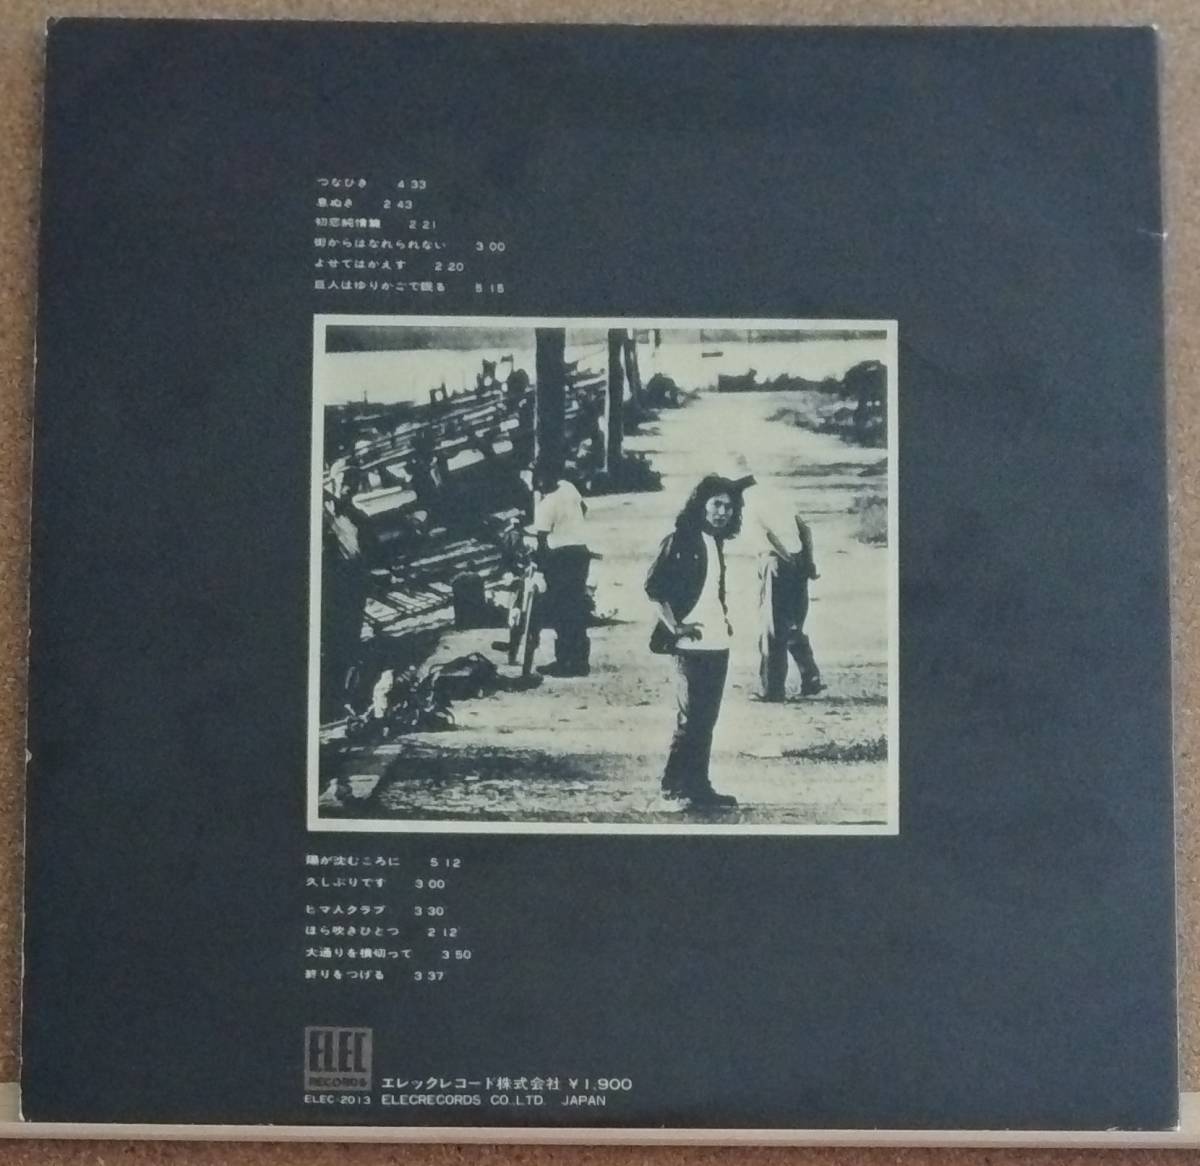 つなひき 4 33
息ぬき 2 43
初恋純情篇 2 21
街からはなれられない 3 00
よせてはかえす 2 20
巨人はゆりかごで眠る 5 15
陽が沈むころに 5 12
久しぶりです 3 00
ヒマ人クラブ 3 30
ほら吹きひとつ 2 12
大通りを横切って 3 50
終りをつげる 3 37
ELEC
RECORDS
エレックレコード株式会社 ¥1,900
ELEC-2013 ELECRECORDS CO.,LTD. JAPAN